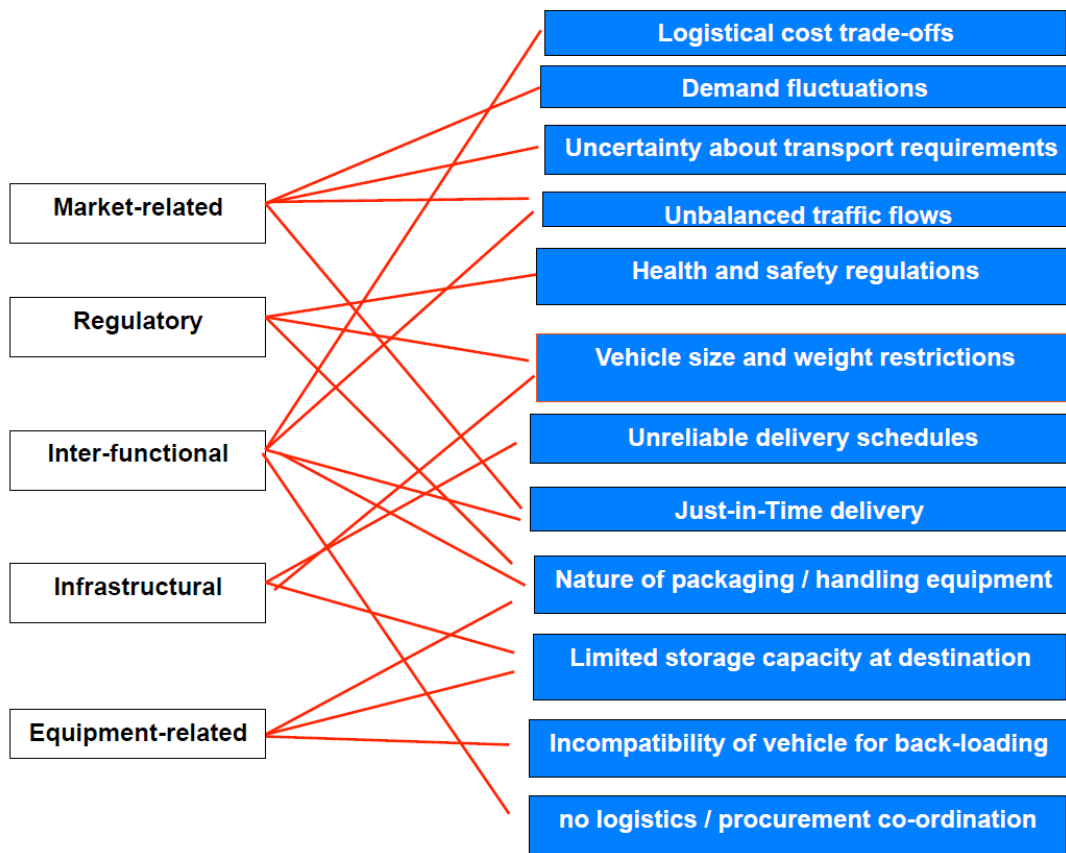 Market-related
Regulatory
Inter-functional
Infrastructural
Equipment-related
Logistical cost trade-offs
Demand fluctuations
Uncertainty about transport requirements
Unbalanced traffic flows
Health and safety regulations
Vehicle size and weight restrictions
Unreliable delivery schedules
Just-in-Time delivery
Nature of packaging / handling equipment
Limited storage capacity at destination
Incompatibility of vehicle for back-loading
no logistics / procurement co-ordination